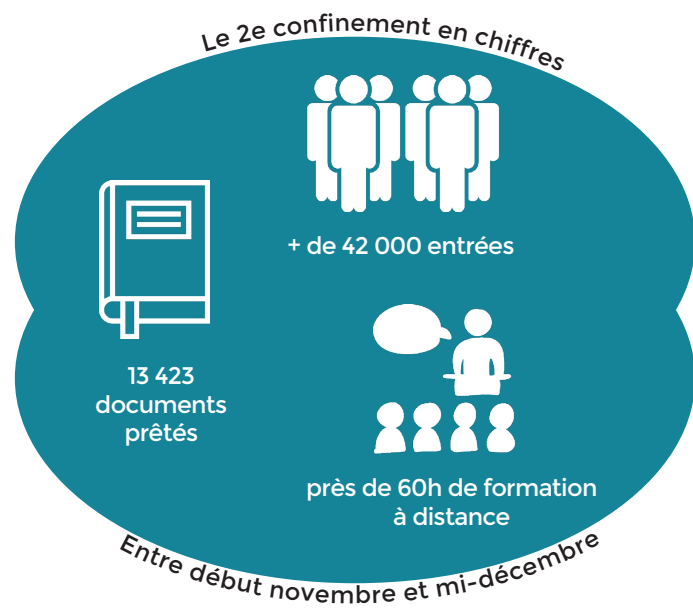 Le 2e confinement en chiffres
+ de 42 000 entrées
13 423
documents
prêtés
près de 60h de formation
à distance
Entre début novembre et mi-décembre